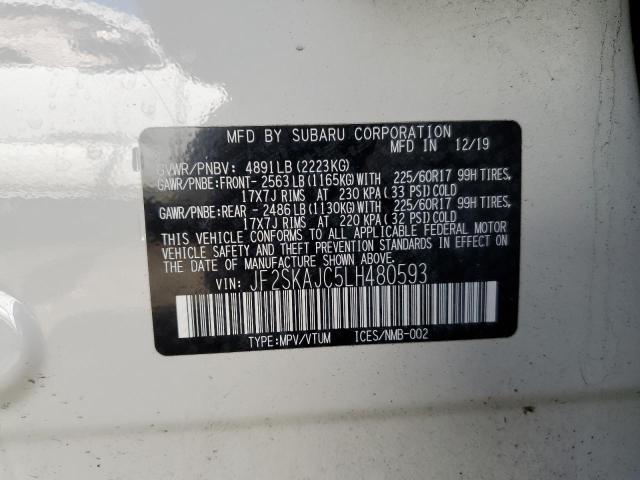 MFD BY SUBARU CORPORATION
MFD IN 12/19
GVWR/PNBV: 4891LB (2223KG)
GAWR/PNBE:FRONT-2563LB(1165KG)WITH 225/60R17 99H TIRES,
17X7J RIMS AT 230 KPA (33 PSI)COLD
GAWR/PNBE:REAR -2486LB(1130KG)WITH 225/60R17 99H TIRES,
17X7J RIMS AT 220 KPA (32 PSI)COLD
THIS VEHICLE CONFORMS TO ALL APPLICABLE FEDERAL MOTOR
VEHICLE SAFETY AND THEFT PREVENTION STANDARDS IN EFFECT ON
THE DATE OF MANUFACTURE SHOWN ABOVE.
VIN: JF2SKAJC5LH480593
TYPE:MPV/VTUM ICES/NMB-002